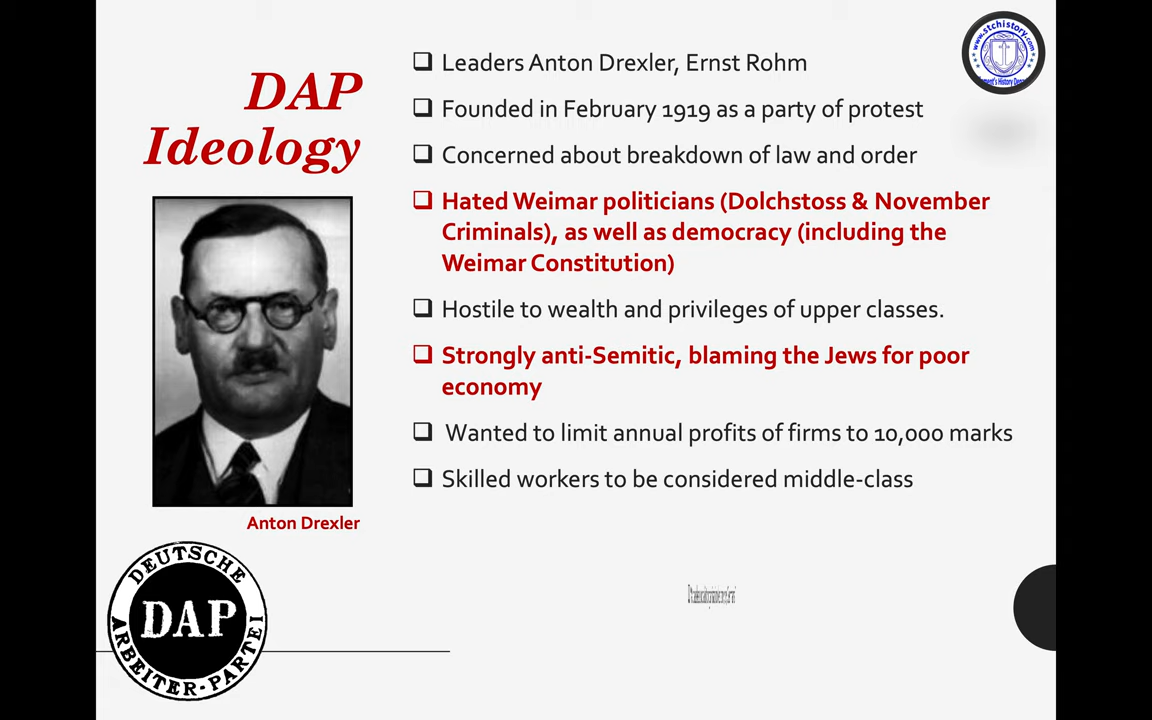 DAP
Ideology
Anton Drexler
DEUTSCHE
DAP
ARBEITER-PARTEI
❑ Leaders Anton Drexler, Ernst Rohm
❑ Founded in February 1919 as a party of protest
❑ Concerned about breakdown of law and order
❑ Hated Weimar politicians (Dolchstoss & November
Criminals), as well as democracy (including the
Weimar Constitution)
❑ Hostile to wealth and privileges of upper classes.
❑ Strongly anti-Semitic, blaming the Jews for poor
economy
❑ Wanted to limit annual profits of firms to 10,000 marks
❑ Skilled workers to be considered middle-class
www.stchistory.com